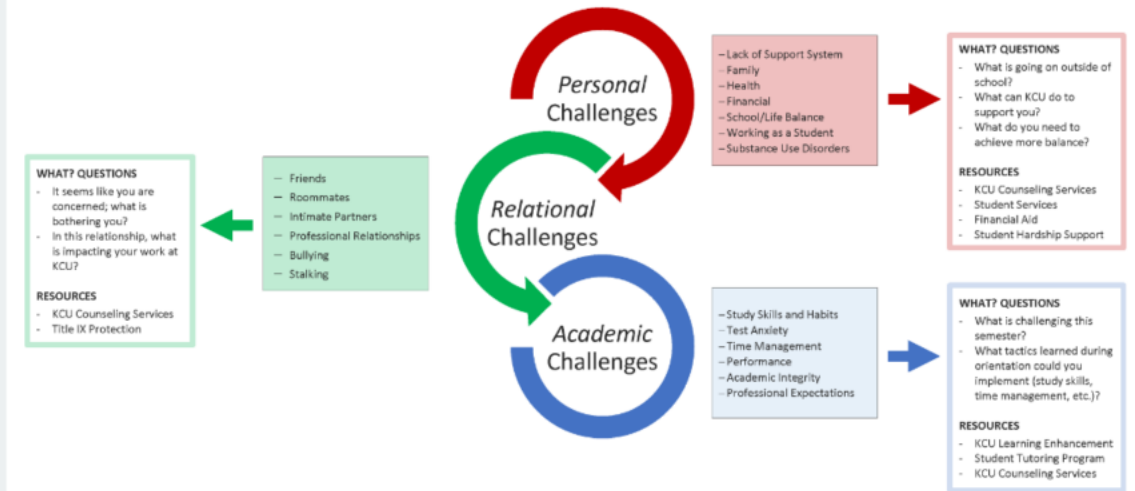 Personal
Challenges
– Lack of Support System
– Family
– Health
– Financial
– School/Life Balance
– Working as a Student
– Substance Use Disorders
WHAT? QUESTIONS
- What is going on outside of
school?
- What can KCU do to
support you?
- What do you need to
achieve more balance?
RESOURCES
- KCU Counseling Services
- Student Services
- Financial Aid
- Student Hardship Support
Relational
Challenges
– Friends
– Roommates
– Intimate Partners
– Professional Relationships
– Bullying
– Stalking
WHAT? QUESTIONS
- It seems like you are
concerned; what is
bothering you?
- In this relationship, what
is impacting your work at
KCU?
RESOURCES
- KCU Counseling Services
- Title IX Protection
Academic
Challenges
– Study Skills and Habits
– Test Anxiety
– Time Management
– Performance
– Academic Integrity
– Professional Expectations
WHAT? QUESTIONS
- What is challenging this
semester?
- What tactics learned during
orientation could you
implement (study skills,
time management, etc.)?
RESOURCES
- KCU Learning Enhancement
- Student Tutoring Program
- KCU Counseling Services